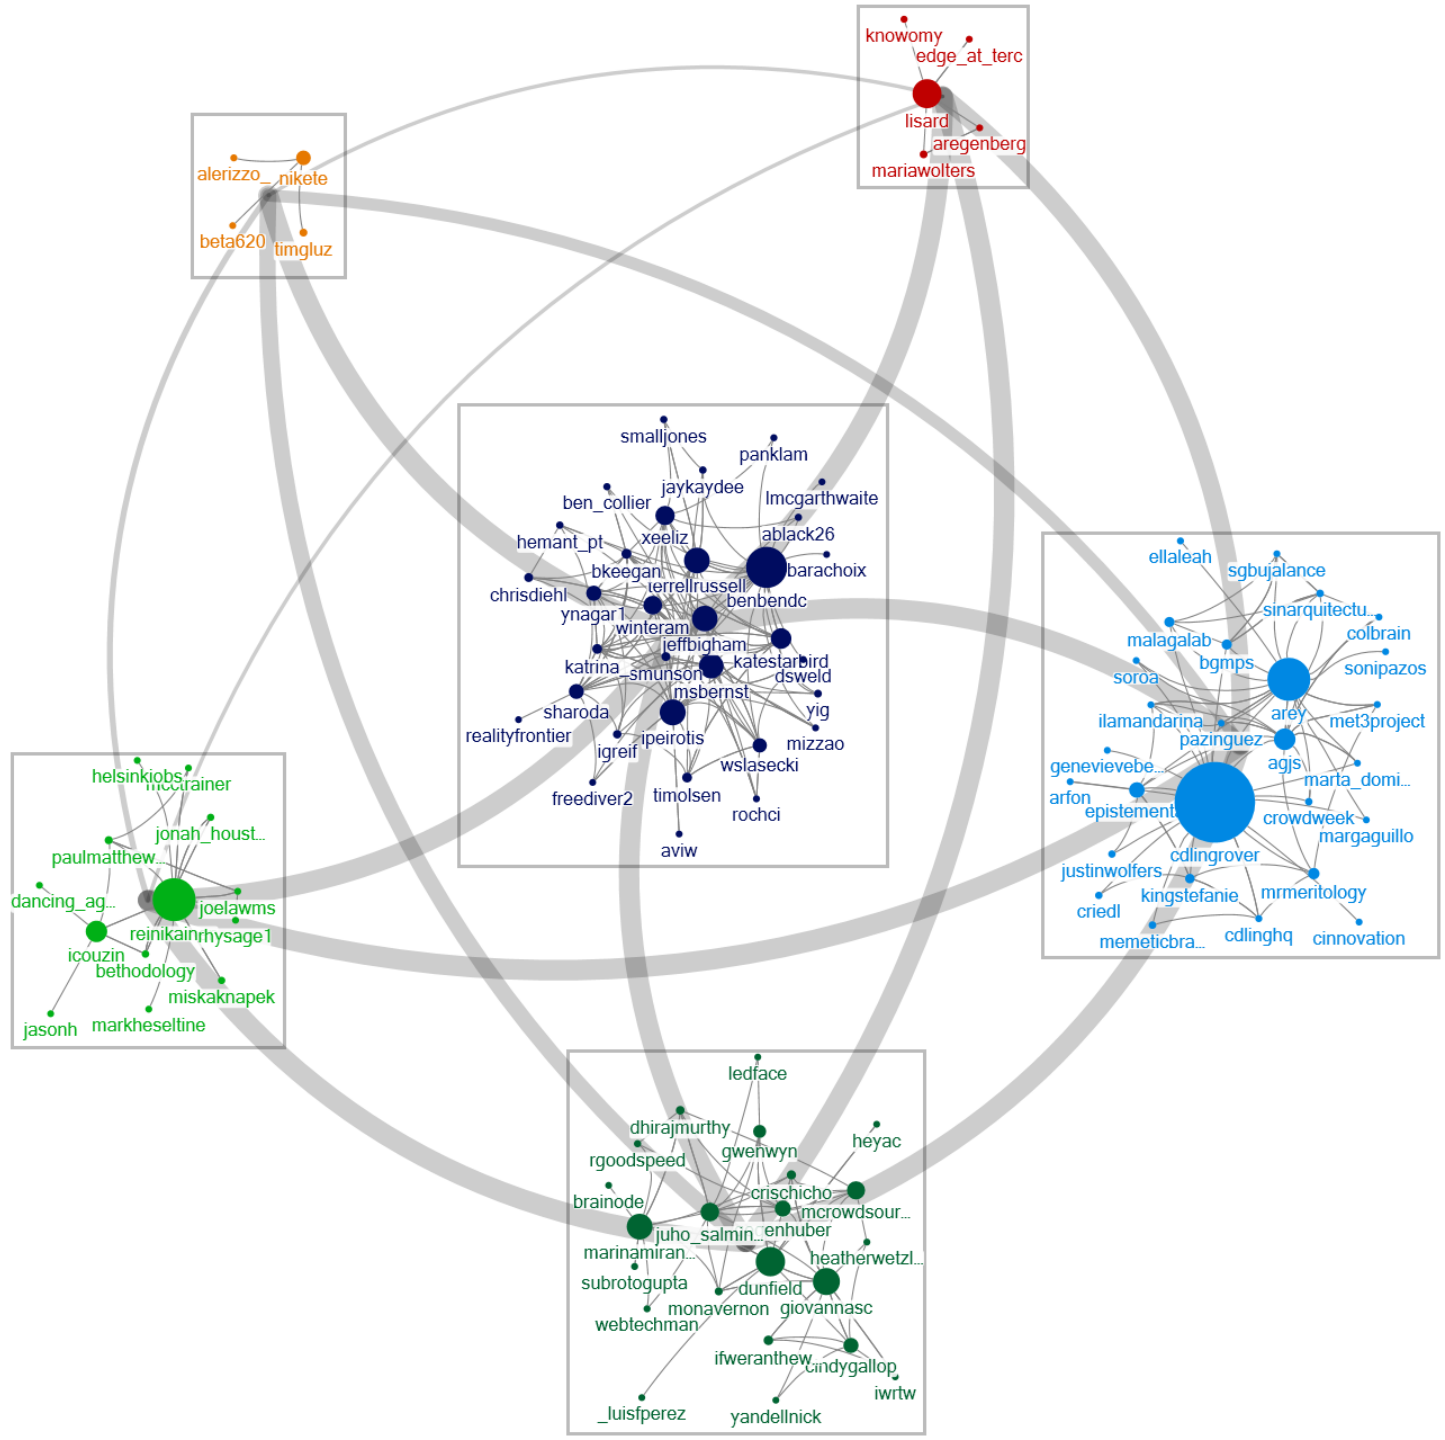 knowomy
edge_at_terc
lisard
aregenberg
mariawolters
alerizzo_
nikete
beta620
timgluz
smalljones
panklam
jaykaydee
lmcgarthwaite
ben_collier
ablack26
xeeliz
hemant_pt
barachoix
bkeegan
terrellrussell
chrisdiehl
benbendc
ynagar1
winteram
jeffbigham
katrina_
katestarbird
_smunson
dsweld
msbernst
sharoda
yig
realityfrontier
ipeirotis
mizzao
igreif
wslasecki
freediver2
timolsen
rochci
aviw
ellaleah
sgbujalance
sinarquitectu...
malagalab
colbrain
bgmps
sonipazos
soroa
arey
ilamandarina
met3project
pazinguez
agjs
genevievebe...
marta_domi...
arfon
epistement
crowdweek
margaguillo
cdlingrover
justinwolfers
kingstefanie
mrmeritology
criedl
cdlinghq
memeticbra...
cinnovation
helsinkiobs
mcctrainer
jonah_houst...
paulmatthew...
dancing_ag...
joelawms
reinikain
rhysage1
icouzin
bethodology
miskaknapek
jasonh
markheseltine
ledface
dhirajmurthy
heyac
gwenwyn
rgoodspeed
crischicho
brainode
mcrowdsour...
juho_salmin...
genhuber
marinamiran...
heatherwetzl...
subrotogupta
dunfield
monavernon
giovannasc
webtechman
ifweranthew...
cindygallop
iwrtw
_luisfperez
yandellnick